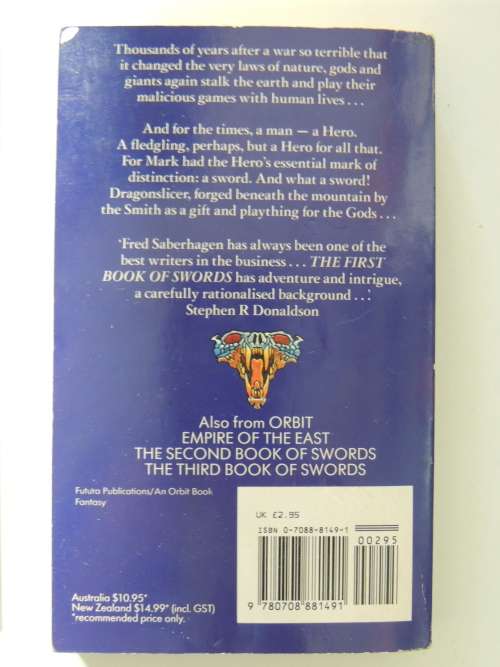 Thousands of years after a war so terrible that
it changed the very laws of nature, gods and
giants again stalk the earth and play their
malicious games with human lives . . .
And for the times, a man — a Hero.
A fledgling, perhaps, but a Hero for all that.
For Mark had the Hero's essential mark of
distinction: a sword. And what a sword!
Dragonslicer, forged beneath the mountain by
the Smith as a gift and plaything for the Gods . . .
'Fred Saberhagen has always been one of the
best writers in the business . . . THE FIRST
BOOK OF SWORDS has adventure and intrigue,
a carefully rationalised background . . .'
Stephen R Donaldson
Also from ORBIT
EMPIRE OF THE EAST
THE SECOND BOOK OF SWORDS
THE THIRD BOOK OF SWORDS
Futura Publications/An Orbit Book
Fantasy
UK £2.95
ISBN 0-7088-8149-1
00295
9 780708 881491
Australia $10.95*
New Zealand $14.99* (incl. GST)
*recommended price only.